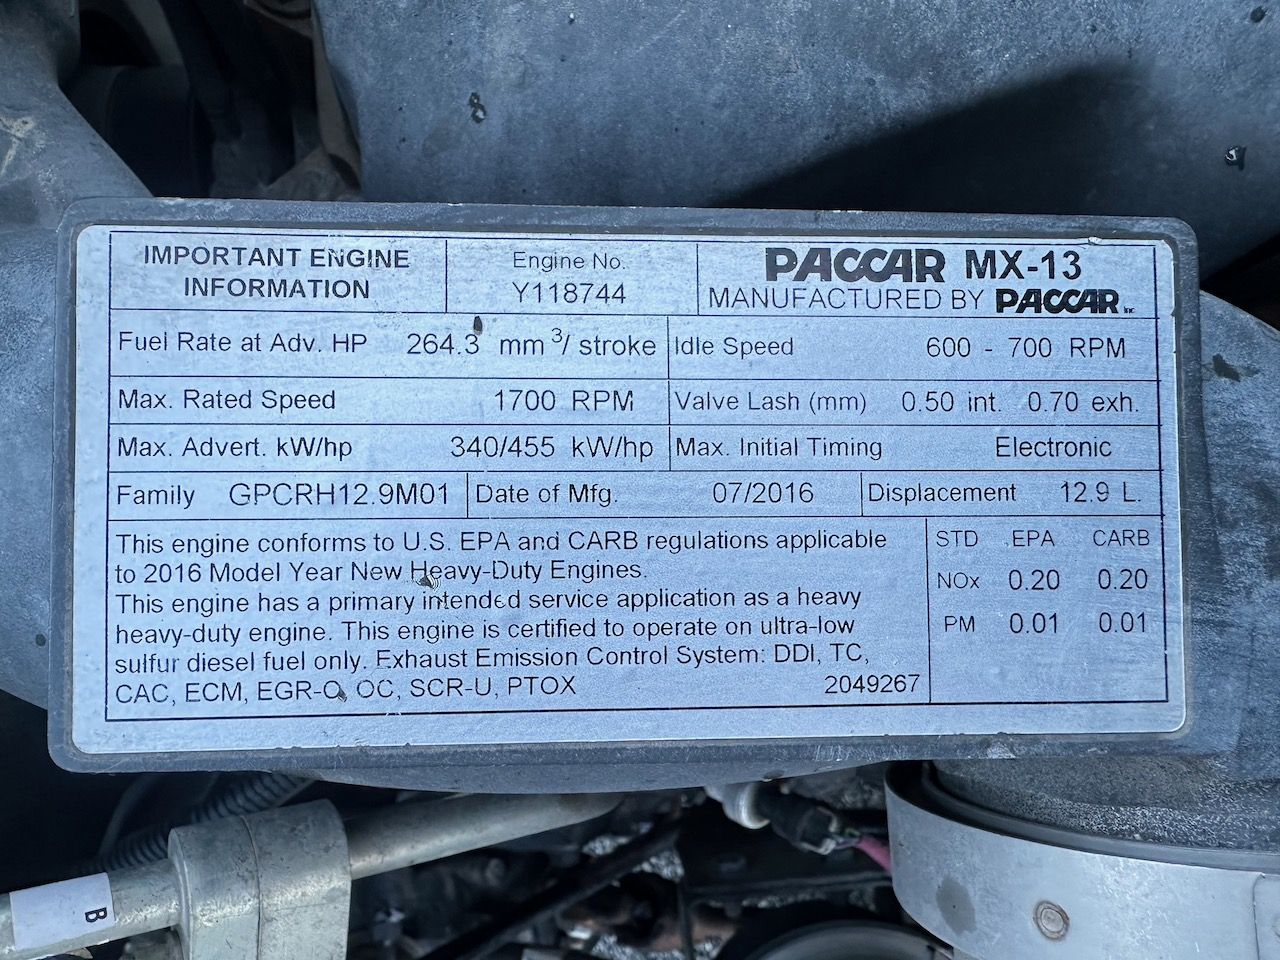 IMPORTANT ENGINE
INFORMATION
Engine No.
Y118744
PACCAR MX-13
MANUFACTURED BY PACCAR Inc
Fuel Rate at Adv. HP 264.3 mm³/ stroke
Idle Speed 600 - 700 RPM
Max. Rated Speed 1700 RPM
Valve Lash (mm) 0.50 int. 0.70 exh.
Max. Advert. kW/hp 340/455 kW/hp
Max. Initial Timing Electronic
Family GPCRH12.9M01
Date of Mfg. 07/2016
Displacement 12.9 L.
This engine conforms to U.S. EPA and CARB regulations applicable
to 2016 Model Year New Heavy-Duty Engines.
This engine has a primary intended service application as a heavy
heavy-duty engine. This engine is certified to operate on ultra-low
sulfur diesel fuel only. Exhaust Emission Control System: DDI, TC,
CAC, ECM, EGR-C, OC, SCR-U, PTOX
2049267
STD EPA CARB
NOx 0.20 0.20
PM 0.01 0.01
B